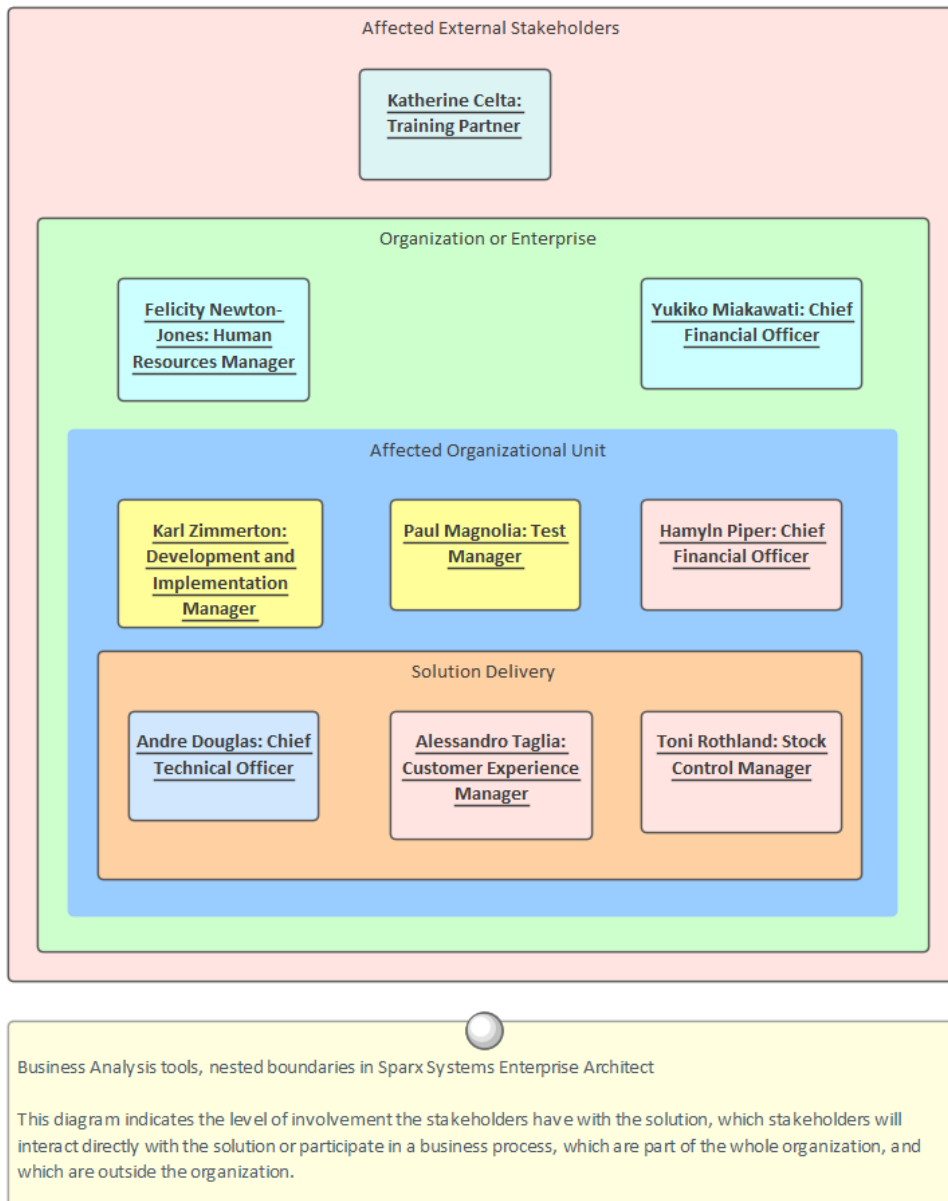 Affected External Stakeholders
Katherine Celta:
Training Partner
Organization or Enterprise
Felicity Newton-
Jones: Human
Resources Manager
Yukiko Miakawati: Chief
Financial Officer
Affected Organizational Unit
Karl Zimmerton:
Development and
Implementation
Manager
Paul Magnolia: Test
Manager
Hamyln Piper: Chief
Financial Officer
Solution Delivery
Andre Douglas: Chief
Technical Officer
Alessandro Taglia:
Customer Experience
Manager
Toni Rothland: Stock
Control Manager
Business Analysis tools, nested boundaries in Sparx Systems Enterprise Architect
This diagram indicates the level of involvement the stakeholders have with the solution, which stakeholders will
interact directly with the solution or participate in a business process, which are part of the whole organization, and
which are outside the organization.